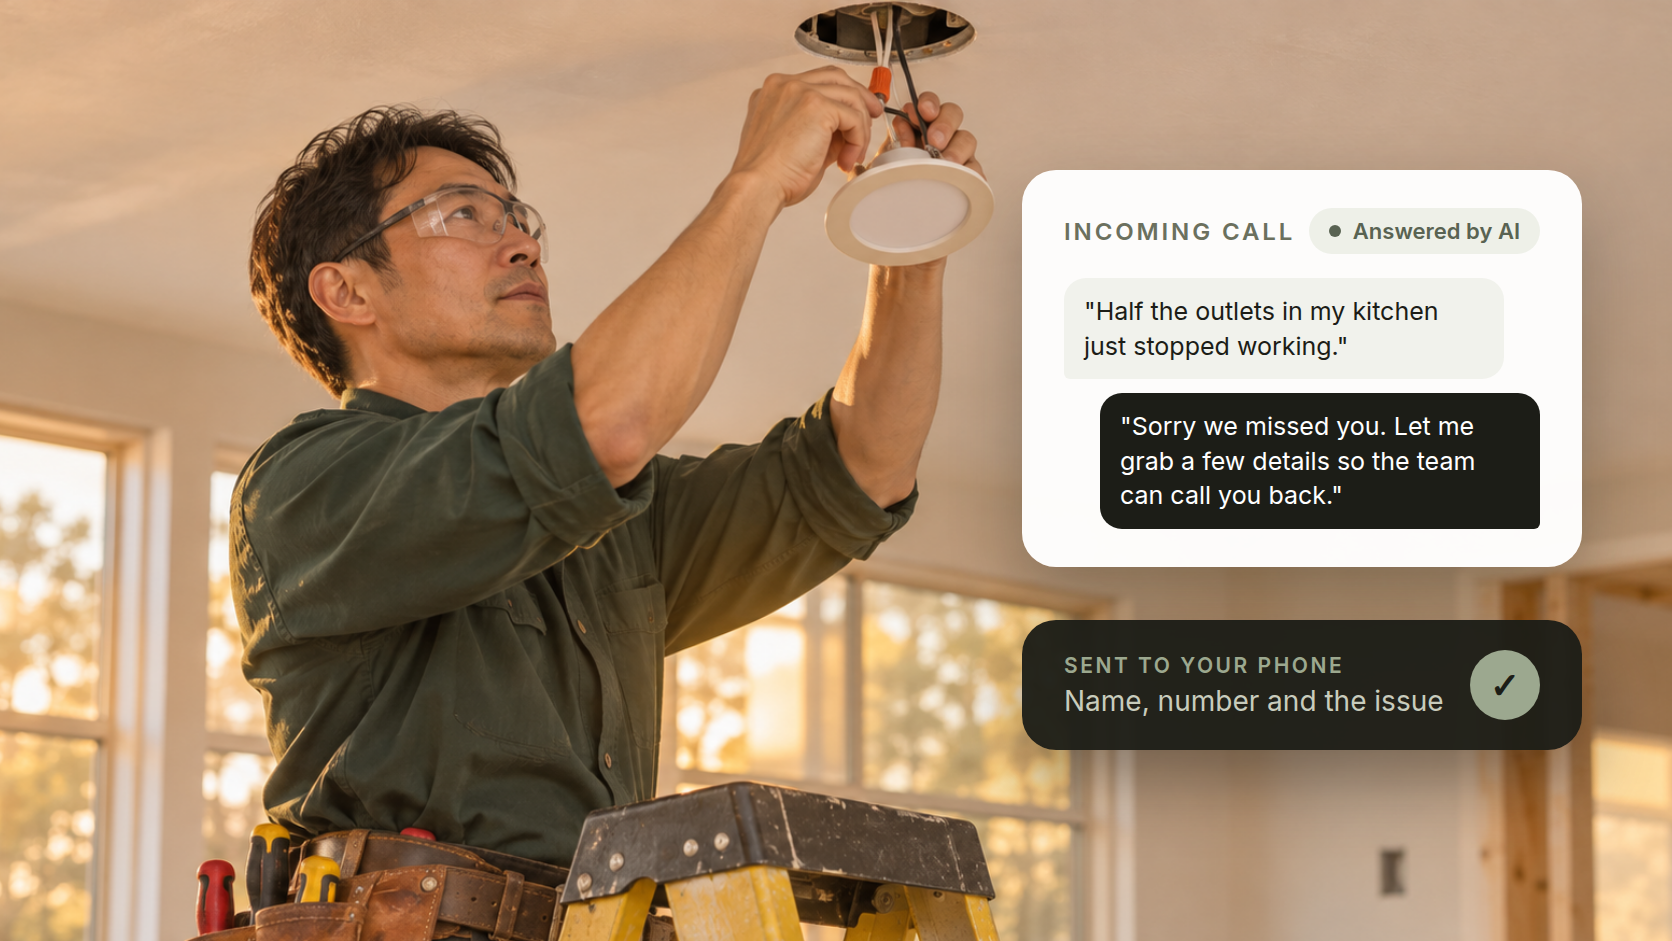 INCOMING CALL
Answered by AI
"Half the outlets in my kitchen
just stopped working."
"Sorry we missed you. Let me
grab a few details so the team
can call you back."
SENT TO YOUR PHONE
Name, number and the issue